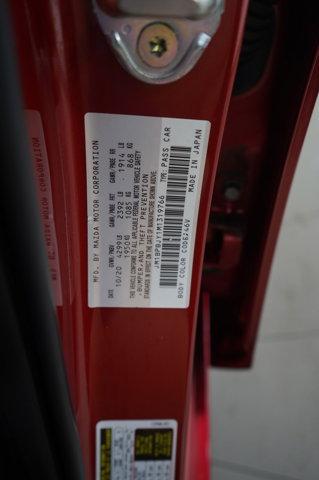 MFD. BY MAZDA MOTOR CORPORATION
DATE GVWR/PNBV GAWR/PNBE FRT GAWR/PNBE RR
10/20 4299 LB 2392 LB 1914 LB
1950 KG 1085 KG 868 KG
CONFORMS TO ALL APPLICABLE FEDERAL MOTOR VEHICLE SAFETY
, BUMPER, AND THEFT PREVENTION
STANDARDS IN EFFECT ON THE DATE OF MANUFACTURE SHOWN ABOVE.
JM1BPBJY1M1319766 TYPE: PASS CAR
BODY COLOR CODE:46V MADE IN JAPAN